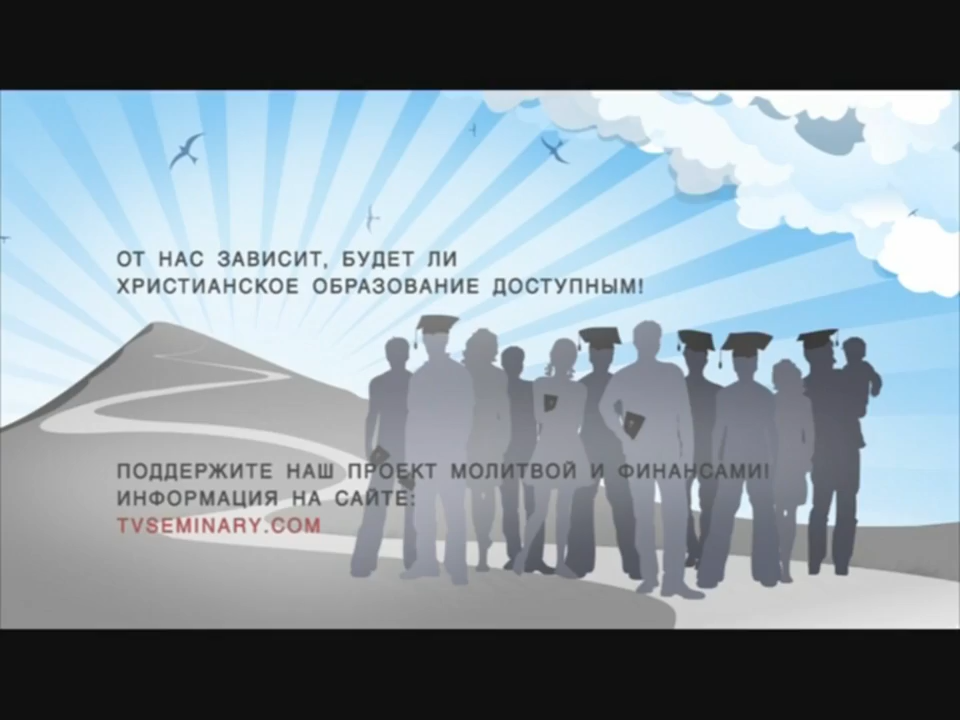 ОТ НАС ЗАВИСИТ, БУДЕТ ЛИ
ХРИСТИАНСКОЕ ОБРАЗОВАНИЕ ДОСТУПНЫМ!
ПОДДЕРЖИТЕ НАШ ПРОЕКТ МОЛИТВОЙ И ФИНАНСАМИ!
ИНФОРМАЦИЯ НА САЙТЕ:
TVSEMINARY.COM